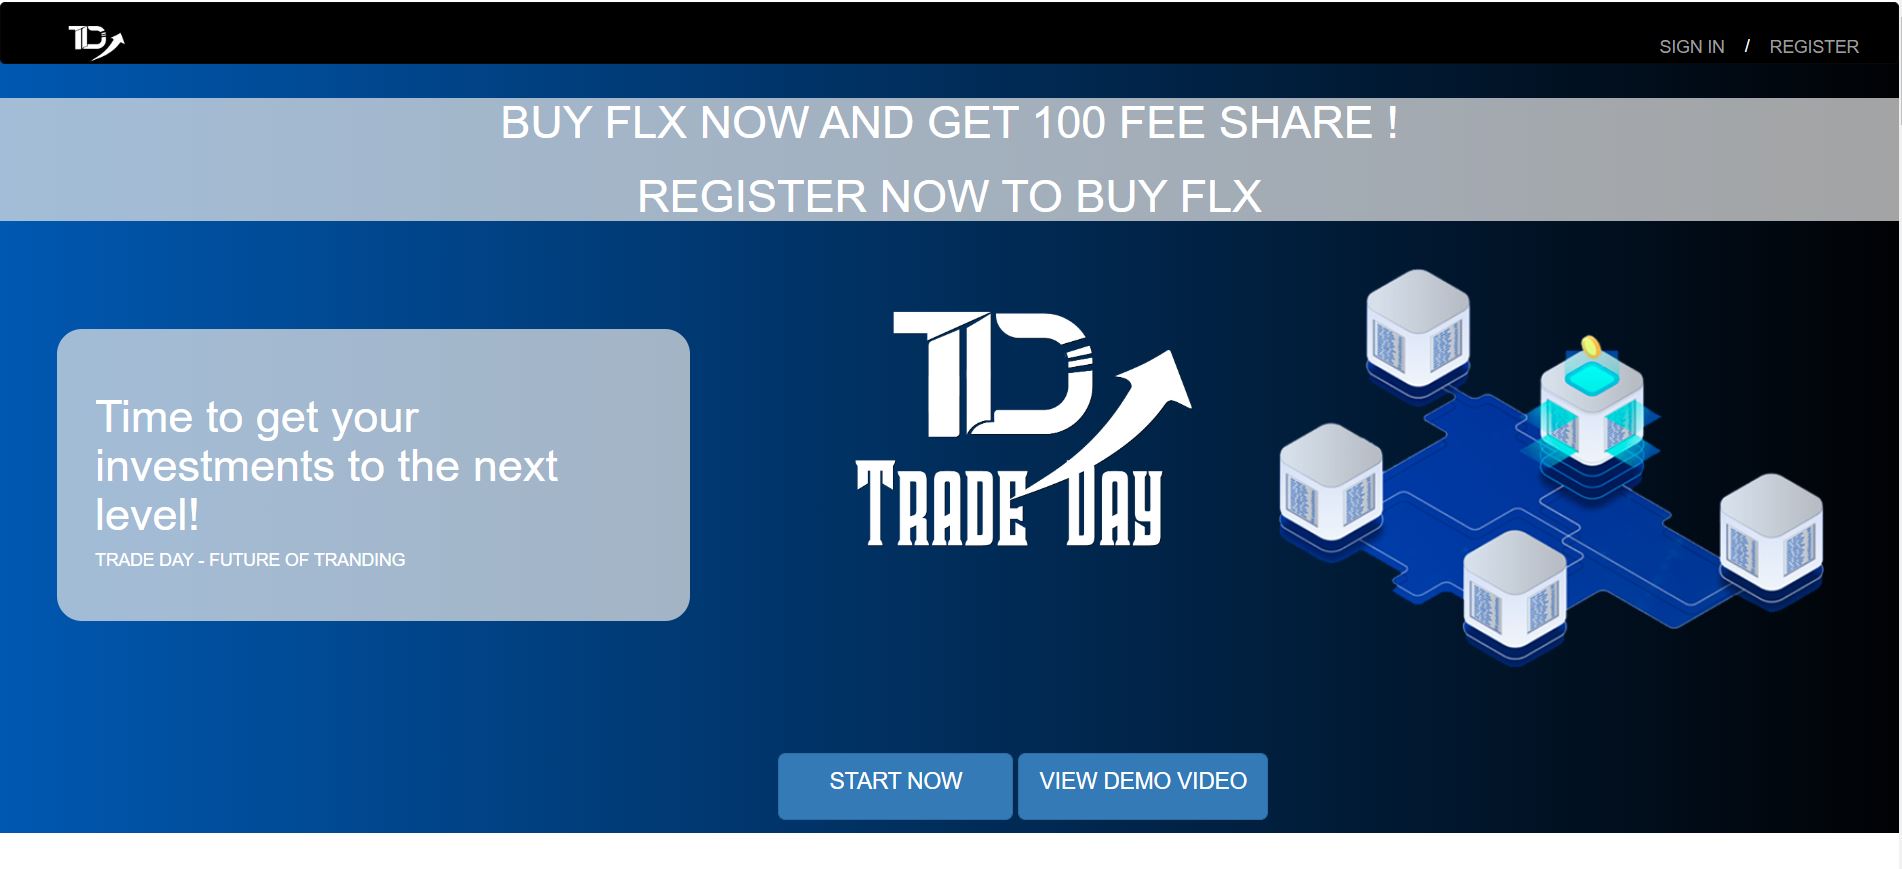 TD
SIGN IN / REGISTER
BUY FLX NOW AND GET 100 FEE SHARE !
REGISTER NOW TO BUY FLX
Time to get your
investments to the next
level!
TRADE DAY - FUTURE OF TRANDING
TD
TRADE DAY
START NOW
VIEW DEMO VIDEO